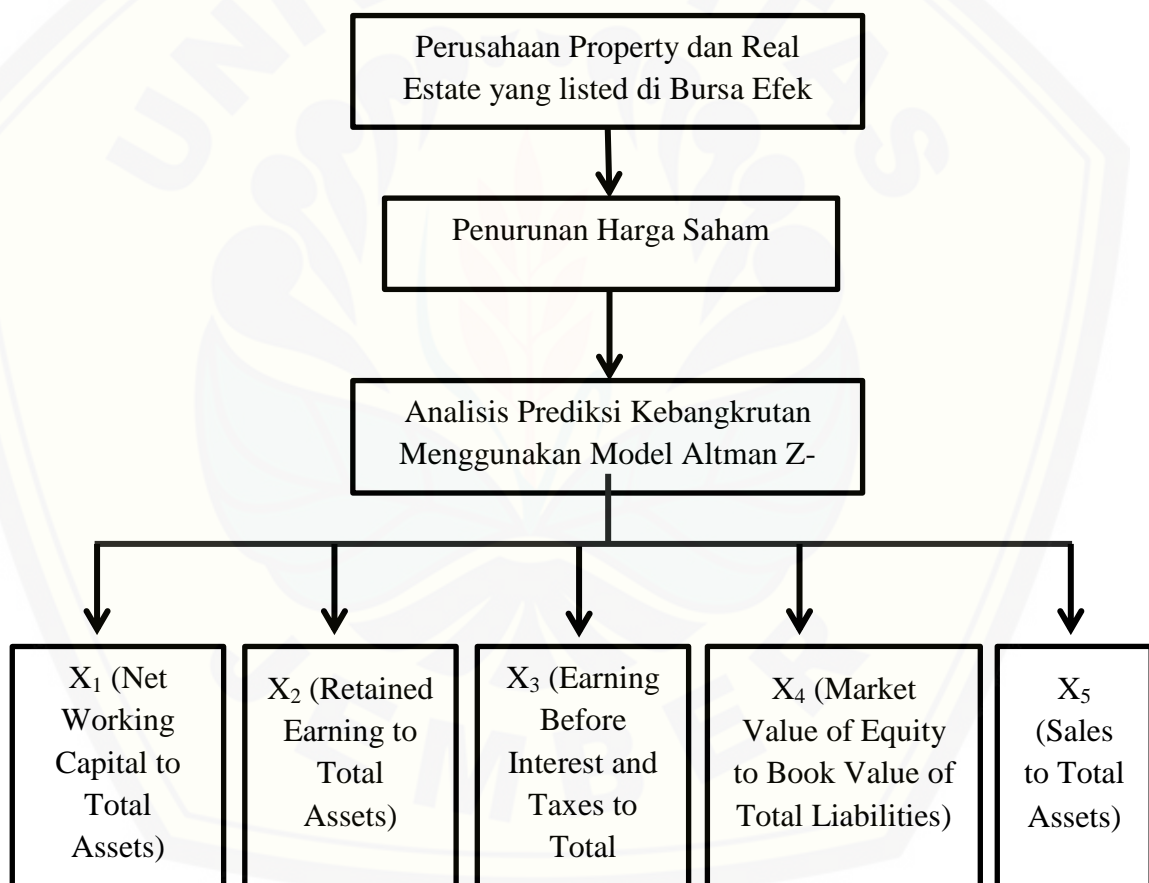 UNIVERSITAS
Perusahaan Property dan Real
Estate yang listed di Bursa Efek
Penurunan Harga Saham
Analisis Prediksi Kebangkrutan
Menggunakan Model Altman Z-
X₁ (Net
Working
Capital to
Total
Assets)
X₂ (Retained
Earning to
Total
Assets)
X₃ (Earning
Before
Interest and
Taxes to
Total
X₄ (Market
Value of Equity
to Book Value of
Total Liabilities)
X₅
(Sales
to Total
Assets)
JEMBER